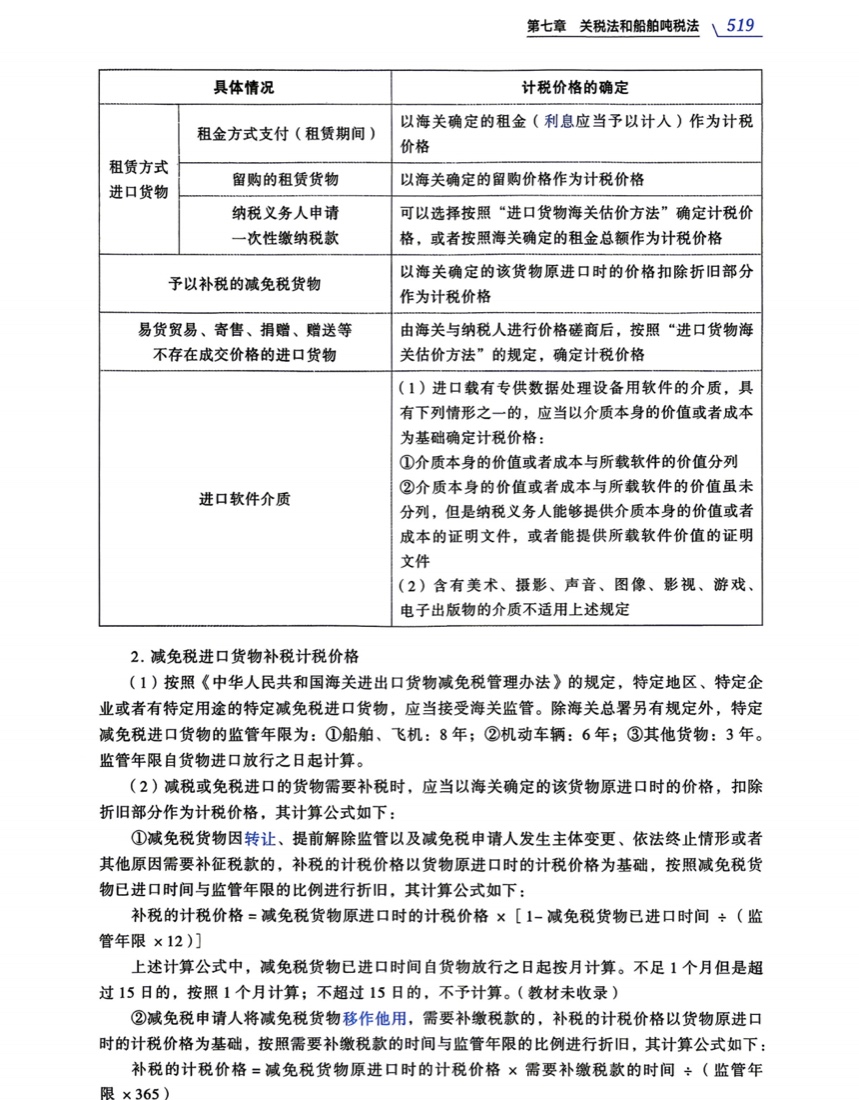 第七章 关税法和船舶吨税法 519
具体情况 计税价格的确定
租赁方式
进口货物
租金方式支付（租赁期间）
以海关确定的租金（利息应当予以计人）作为计税
价格
留购的租赁货物
以海关确定的留购价格作为计税价格
纳税义务人申请
一次性缴纳税款
可以选择按照“进口货物海关估价方法”确定计税价
格，或者按照海关确定的租金总额作为计税价格
予以补税的减免税货物
以海关确定的该货物原进口时的价格扣除折旧部分
作为计税价格
易货贸易、寄售、捐赠、赠送等
不存在成交价格的进口货物
由海关与纳税人进行价格磋商后，按照“进口货物海
关估价方法”的规定，确定计税价格
进口软件介质
（1）进口载有专供数据处理设备用软件的介质，具
有下列情形之一的，应当以介质本身的价值或者成本
为基础确定计税价格：
①介质本身的价值或者成本与所载软件的价值分列
②介质本身的价值或者成本与所载软件的价值虽未
分列，但是纳税义务人能够提供介质本身的价值或者
成本的证明文件，或者能提供所载软件价值的证明
文件
（2）含有美术、摄影、声音、图像、影视、游戏、
电子出版物的介质不适用上述规定
2. 减免税进口货物补税计税价格
（1）按照《中华人民共和国海关进出口货物减免税管理办法》的规定，特定地区、特定企
业或者有特定用途的特定减免税进口货物，应当接受海关监管。除海关总署另有规定外，特定
减免税进口货物的监管年限为：①船舶、飞机：8 年；②机动车辆：6 年；③其他货物：3 年。
监管年限自货物进口放行之日起计算。
（2）减税或免税进口的货物需要补税时，应当以海关确定的该货物原进口时的价格，扣除
折旧部分作为计税价格，其计算公式如下：
①减免税货物因转让、提前解除监管以及减免税申请人发生主体变更、依法终止情形或者
其他原因需要补征税款的，补税的计税价格以货物原进口时的计税价格为基础，按照减免税货
物已进口时间与监管年限的比例进行折旧，其计算公式如下：
补税的计税价格 = 减免税货物原进口时的计税价格 ×［1- 减免税货物已进口时间 ÷（监
管年限 ×12）］
上述计算公式中，减免税货物已进口时间自货物放行之日起按月计算。不足 1 个月但是超
过 15 日的，按照 1 个月计算；不超过 15 日的，不予计算。（教材未收录）
②减免税申请人将减免税货物移作他用，需要补缴税款的，补税的计税价格以货物原进口
时的计税价格为基础，按照需要补缴税款的时间与监管年限的比例进行折旧，其计算公式如下：
补税的计税价格 = 减免税货物原进口时的计税价格 × 需要补缴税款的时间 ÷（监管年
限 ×365）